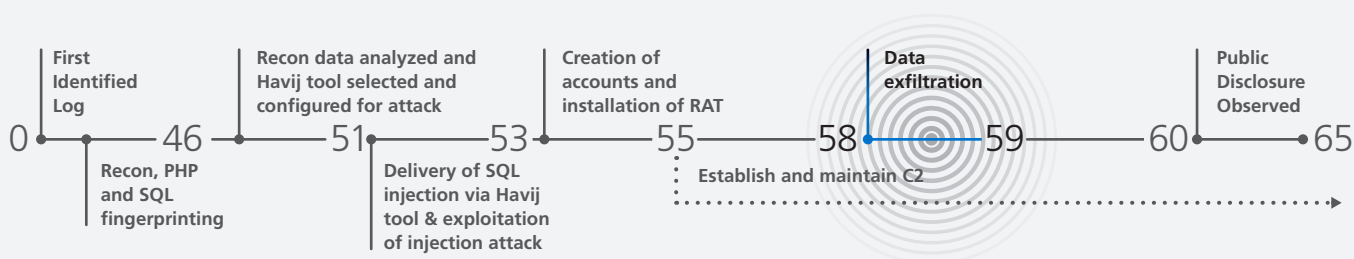 First
Identified
Log
Recon data analyzed and
Havij tool selected and
configured for attack
Creation of
accounts and
installation of RAT
Data
exfiltration
Public
Disclosure
Observed
0 46 51 53 55 58 59 60 65
Recon, PHP
and SQL
fingerprinting
Delivery of SQL
injection via Havij
tool & exploitation
of injection attack
Establish and maintain C2